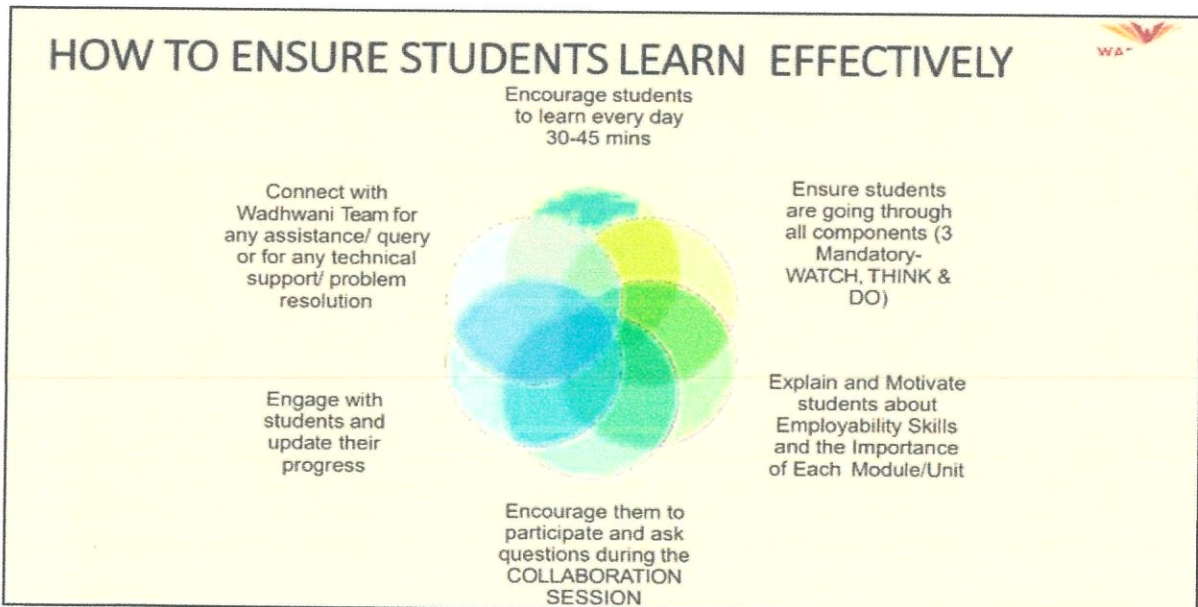 HOW TO ENSURE STUDENTS LEARN EFFECTIVELY
WA
Encourage students
to learn every day
30-45 mins
Ensure students
are going through
all components (3
Mandatory-
WATCH, THINK &
DO)
Explain and Motivate
students about
Employability Skills
and the Importance
of Each Module/Unit
Encourage them to
participate and ask
questions during the
COLLABORATION
SESSION
Engage with
students and
update their
progress
Connect with
Wadhwani Team for
any assistance/ query
or for any technical
support/ problem
resolution